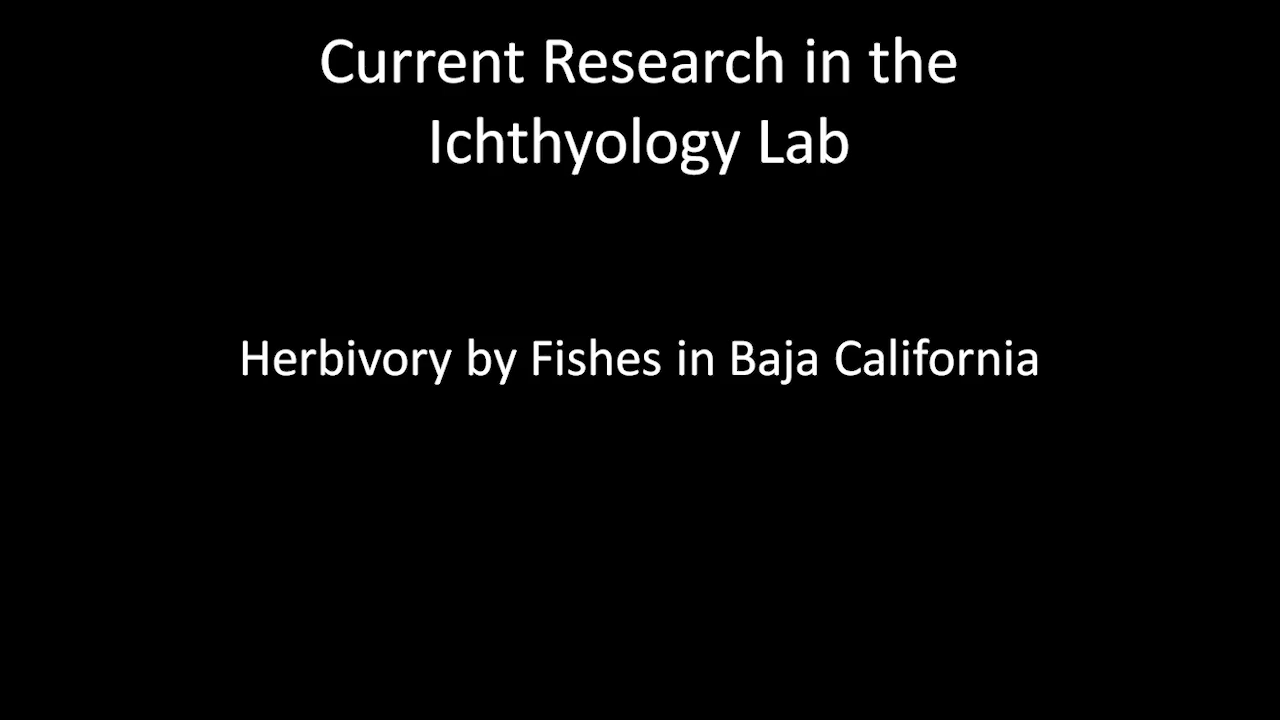 Current Research in the
Ichthyology Lab
Herbivory by Fishes in Baja California